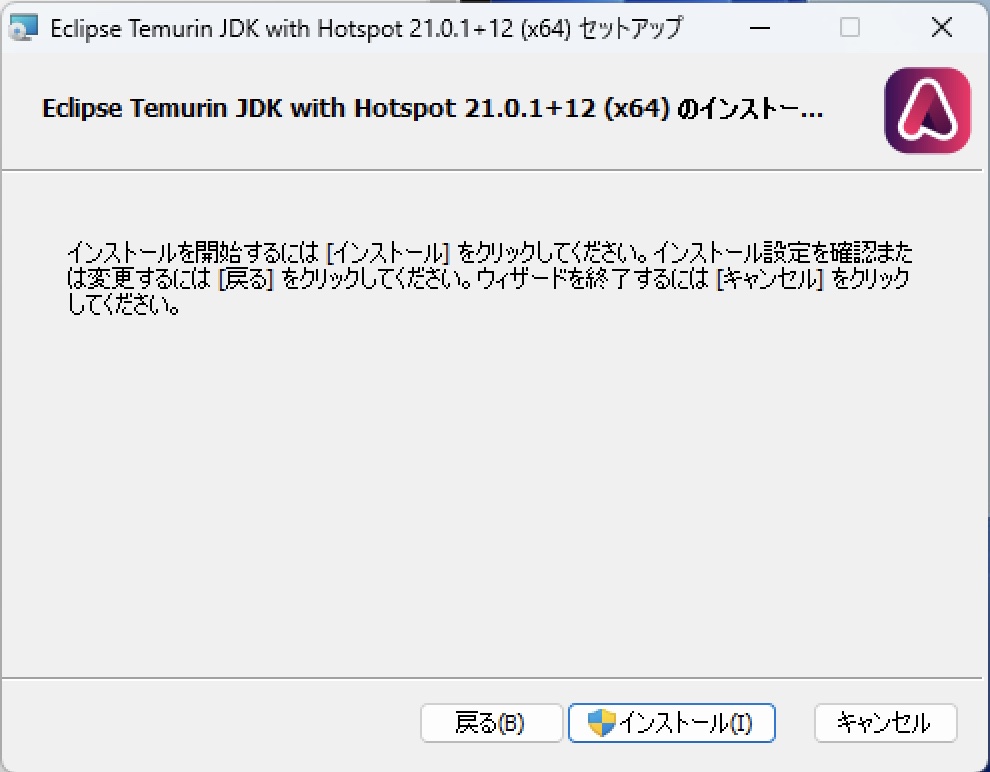 Eclipse Temurin JDK with Hotspot 21.0.1+12 (x64) セットアップ
Eclipse Temurin JDK with Hotspot 21.0.1+12 (x64) のインストー...
インストールを開始するには [インストール] をクリックしてください。インストール設定を確認また
は変更するには [戻る] をクリックしてください。ウィザードを終了するには [キャンセル] をクリック
してください。
戻る(B) インストール(I) キャンセル